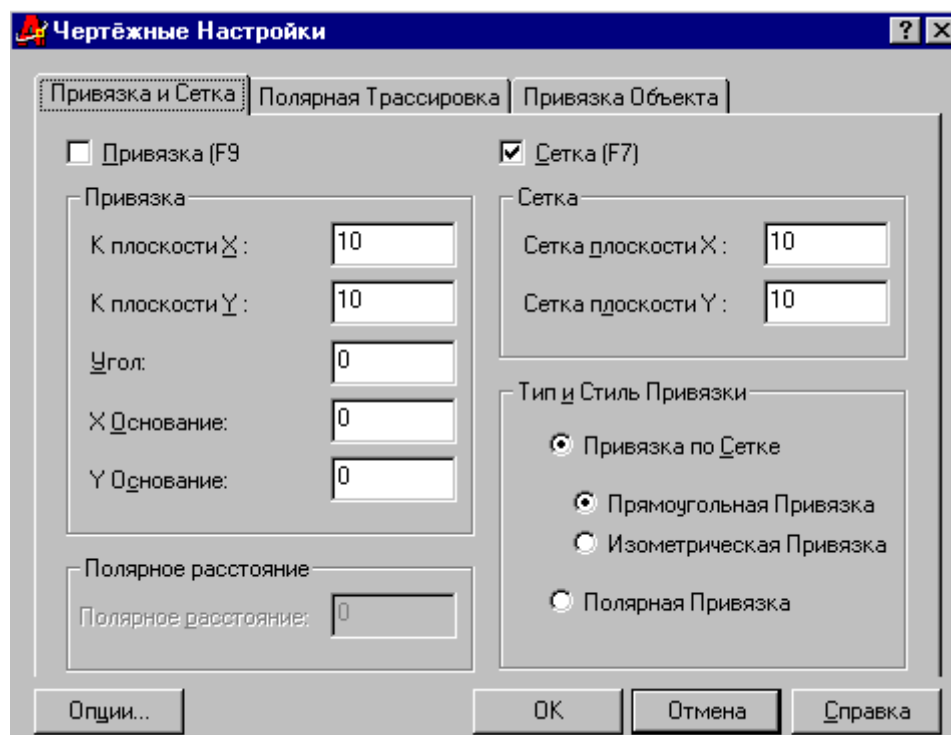 Чертёжные Настройки
Привязка и Сетка
Полярная Трассировка
Привязка Объекта
Привязка (F9
Привязка
К плоскости X :
10
К плоскости Y :
10
Угол:
0
X Основание:
0
Y Основание:
0
Полярное расстояние
Полярное расстояние:
0
Сетка (F7)
Сетка
Сетка плоскости X :
10
Сетка плоскости Y :
10
Тип и Стиль Привязки
Привязка по Сетке
Прямоугольная Привязка
Изометрическая Привязка
Полярная Привязка
Опции...
OK
Отмена
Справка